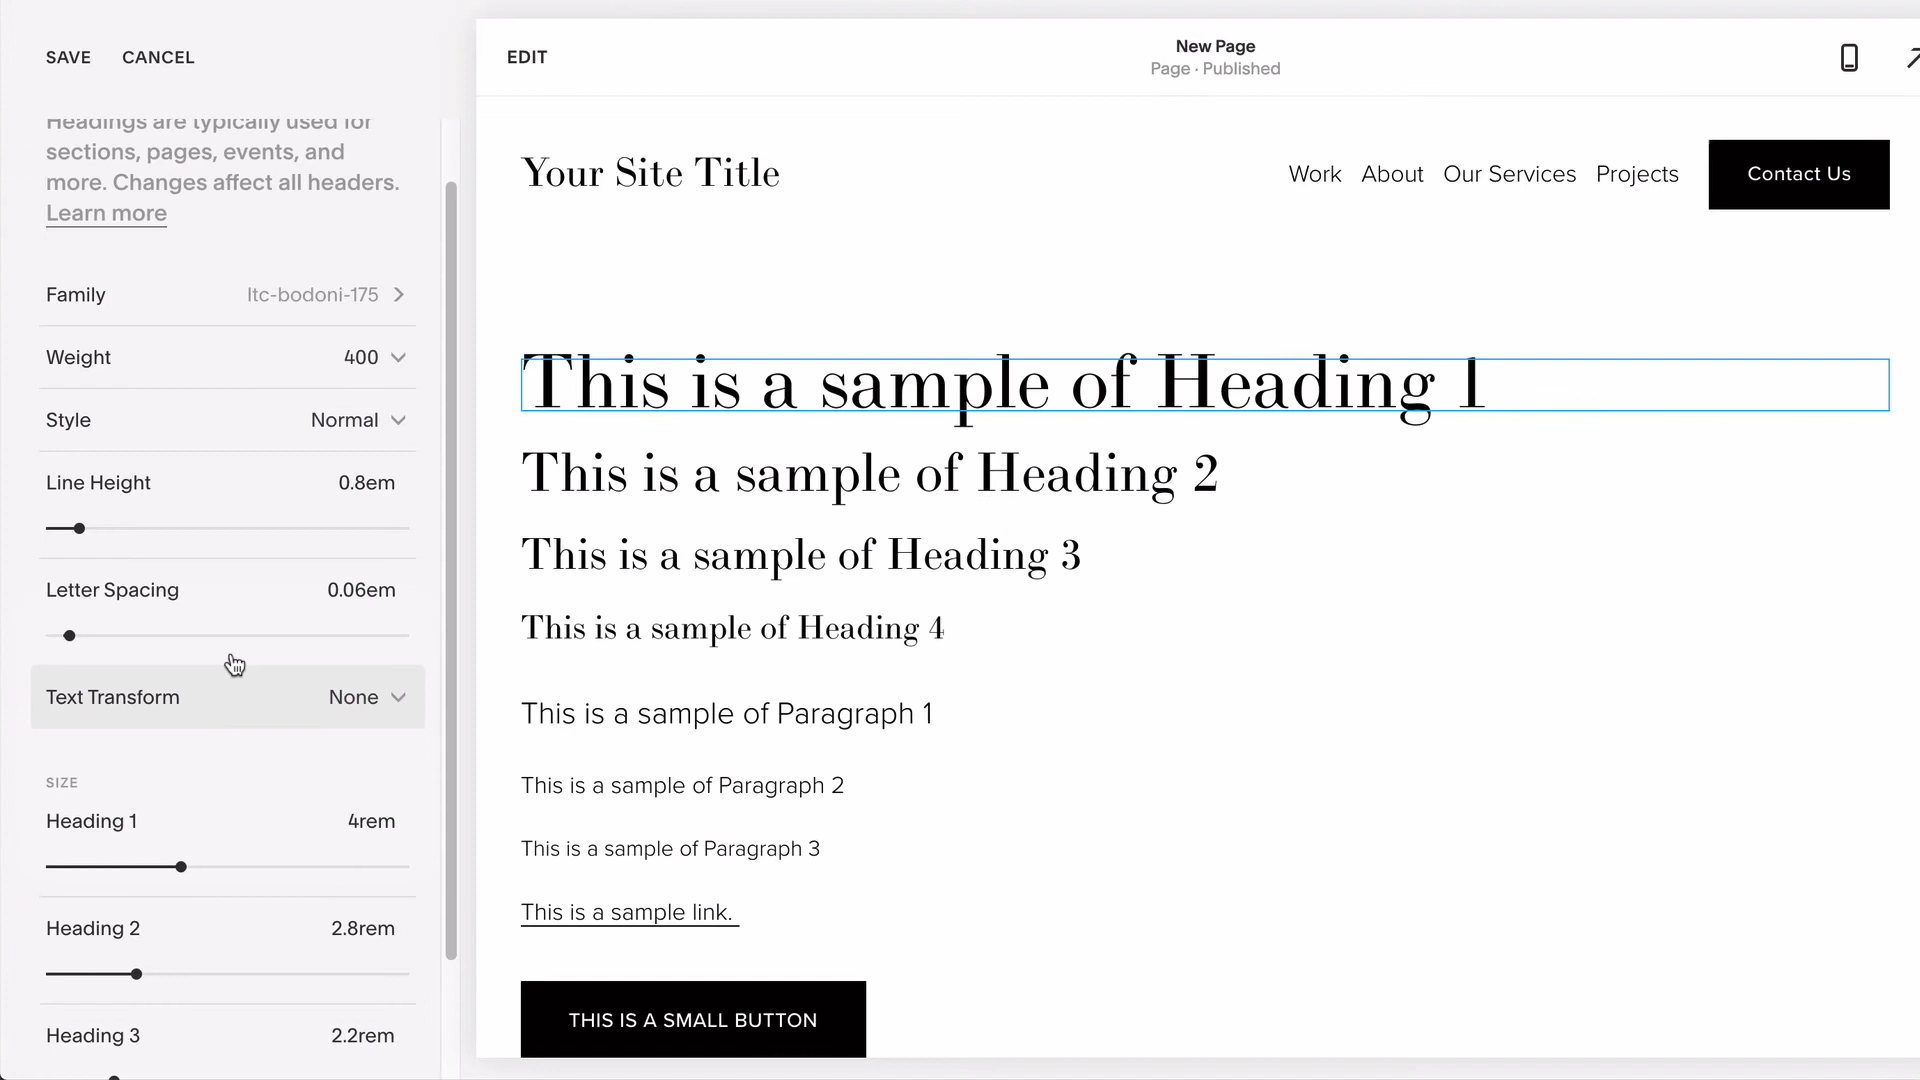 SAVE CANCEL
Headings are typically used for
sections, pages, events, and
more. Changes affect all headers.
Learn more
Family ltc-bodoni-175
Weight 400
Style Normal
Line Height 0.8em
Letter Spacing 0.06em
Text Transform None
SIZE
Heading 1 4rem
Heading 2 2.8rem
Heading 3 2.2rem
EDIT
New Page
Page · Published
Your Site Title
Work About Our Services Projects Contact Us
This is a sample of Heading 1
This is a sample of Heading 2
This is a sample of Heading 3
This is a sample of Heading 4
This is a sample of Paragraph 1
This is a sample of Paragraph 2
This is a sample of Paragraph 3
This is a sample link.
THIS IS A SMALL BUTTON